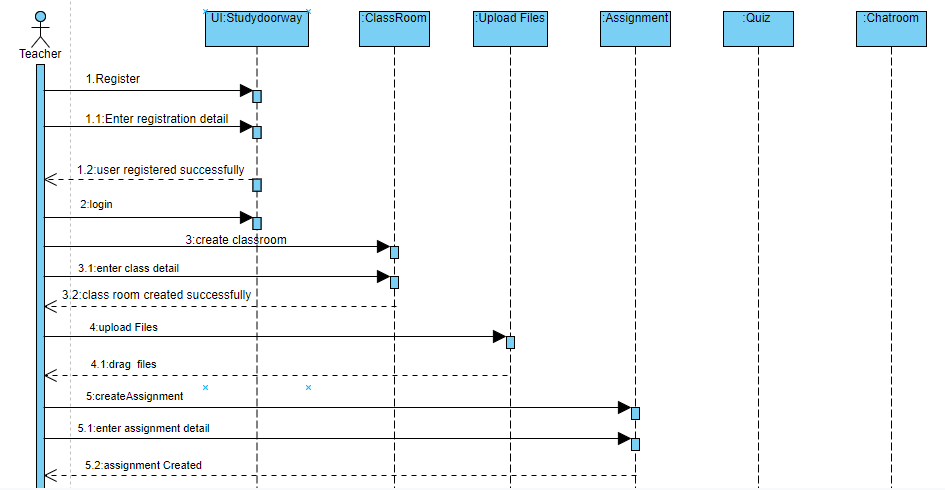 UI:Studydoorway
:ClassRoom
:Upload Files
:Assignment
:Quiz
:Chatroom
Teacher
1.Register
1.1:Enter registration detail
1.2:user registered successfully
2:login
3:create classroom
3.1:enter class detail
3.2:class room created successfully
4:upload Files
4.1:drag files
5:createAssignment
5.1:enter assignment detail
5.2:assignment Created